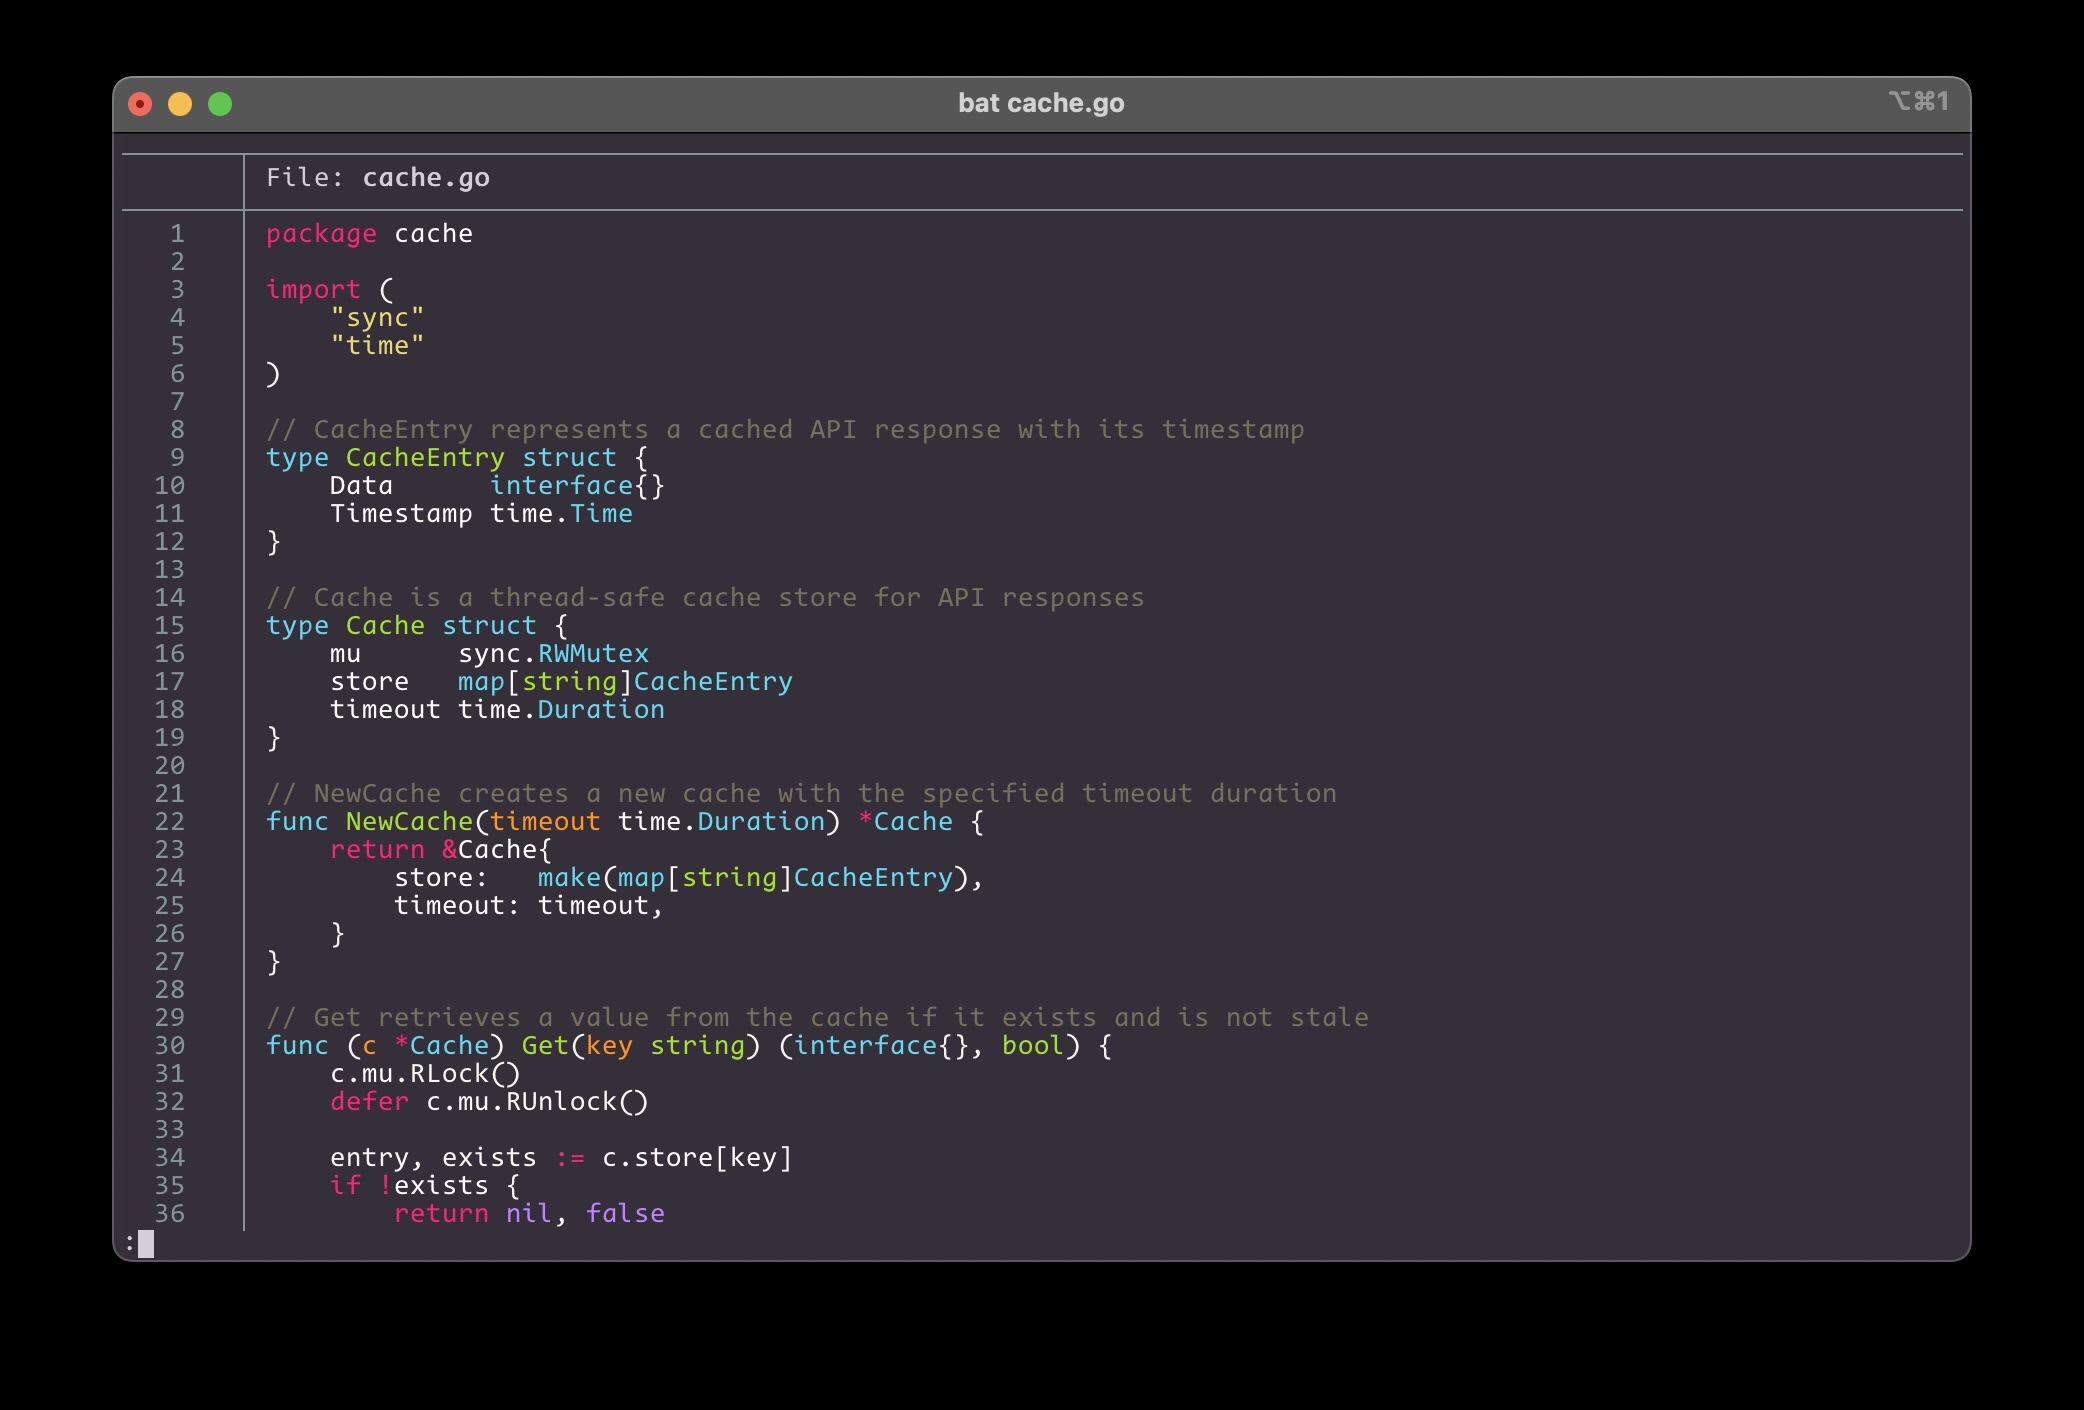 bat cache.go
⌥⌘1
File: cache.go
1 package cache
2
3 import (
4     "sync"
5     "time"
6 )
7
8 // CacheEntry represents a cached API response with its timestamp
9 type CacheEntry struct {
10     Data      interface{}
11     Timestamp time.Time
12 }
13
14 // Cache is a thread-safe cache store for API responses
15 type Cache struct {
16     mu      sync.RWMutex
17     store   map[string]CacheEntry
18     timeout time.Duration
19 }
20
21 // NewCache creates a new cache with the specified timeout duration
22 func NewCache(timeout time.Duration) *Cache {
23     return &Cache{
24         store:   make(map[string]CacheEntry),
25         timeout: timeout,
26     }
27 }
28
29 // Get retrieves a value from the cache if it exists and is not stale
30 func (c *Cache) Get(key string) (interface{}, bool) {
31     c.mu.RLock()
32     defer c.mu.RUnlock()
33
34     entry, exists := c.store[key]
35     if !exists {
36         return nil, false
: